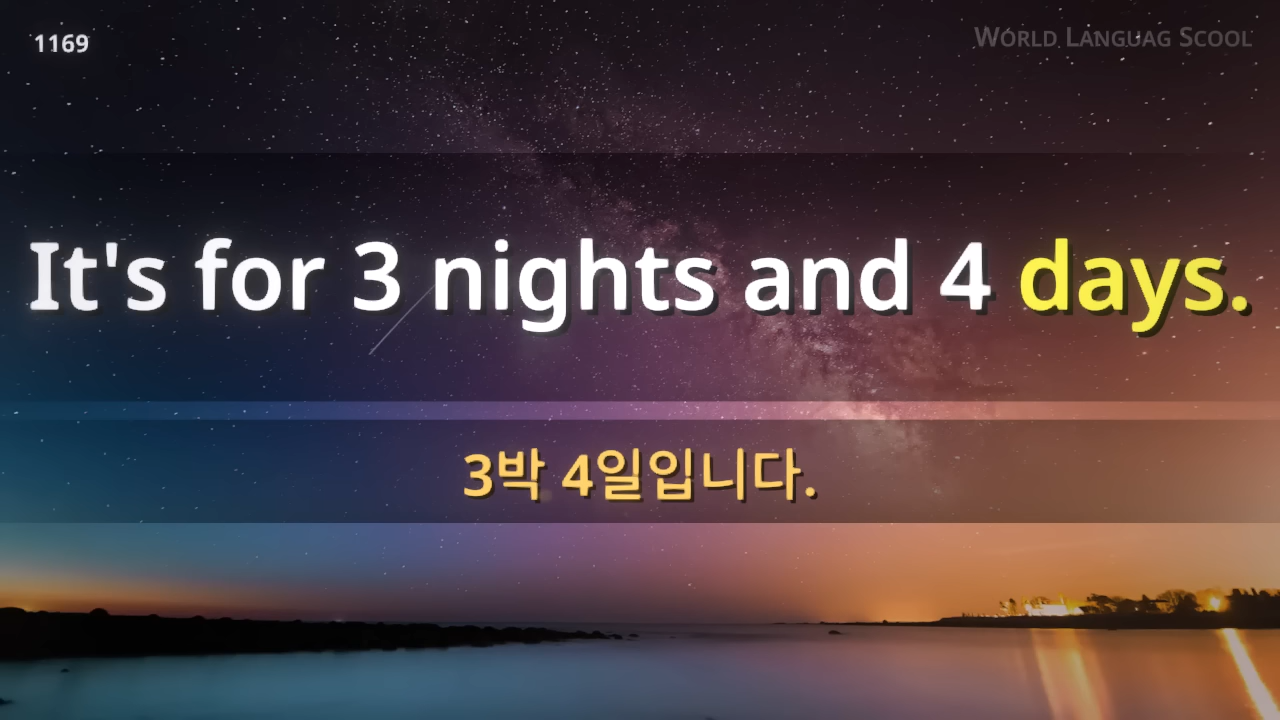 1169
WORLD LANGUAG SCOOL
It's for 3 nights and 4 days.
3박 4일입니다.